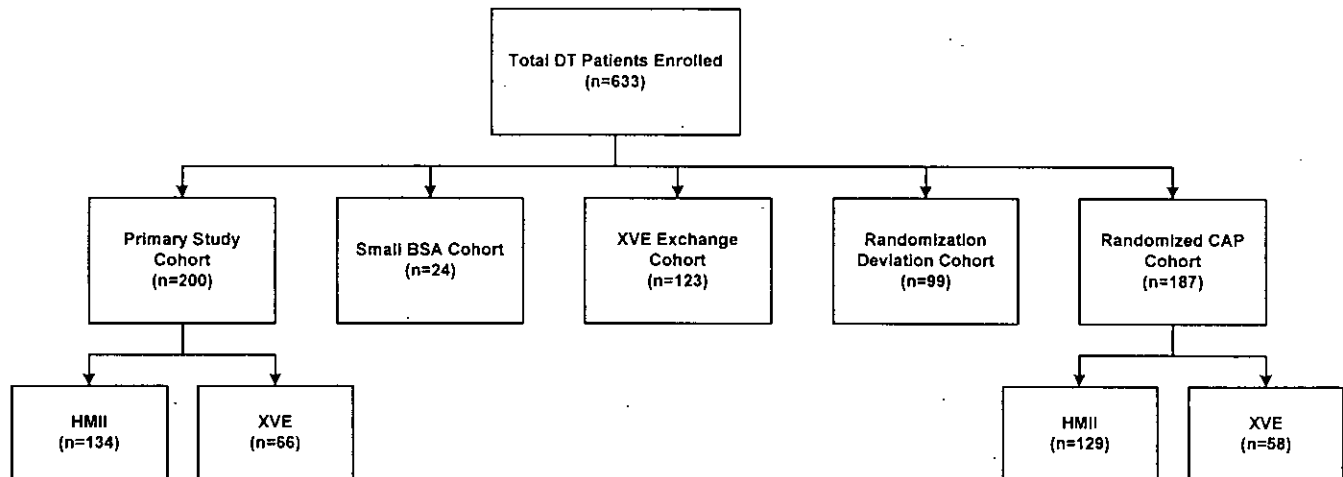 Total DT Patients Enrolled
(n=633)
Primary Study
Cohort
(n=200)
Small BSA Cohort
(n=24)
XVE Exchange
Cohort
(n=123)
Randomization
Deviation Cohort
(n=99)
Randomized CAP
Cohort
(n=187)
HMII
(n=134)
XVE
(n=66)
HMII
(n=129)
XVE
(n=58)